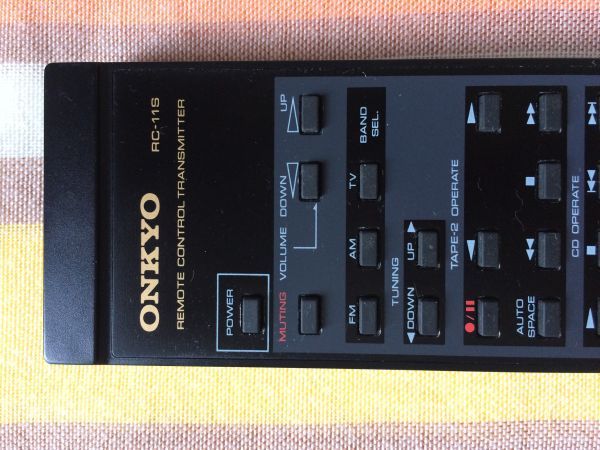 ONKYO
REMOTE CONTROL TRANSMITTER
RC-11S
POWER
MUTING
VOLUME
DOWN
UP
FM
AM
TV
BAND
SEL.
TUNING
DOWN
UP
TAPE-2 OPERATE
AUTO
SPACE
CD OPERATE